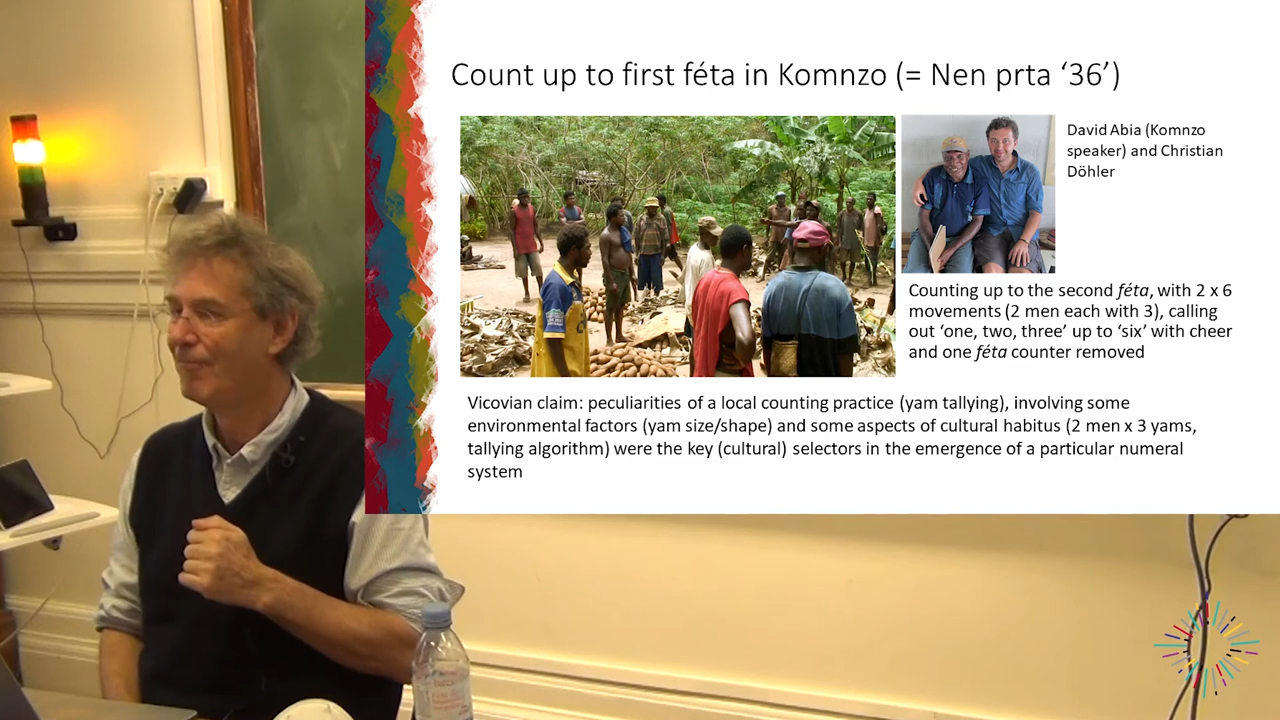 Count up to first féta in Komnzo (= Nen prta ‘36’)
David Abia (Komnzo
speaker) and Christian
Döhler
Counting up to the second féta, with 2 x 6
movements (2 men each with 3), calling
out ‘one, two, three’ up to ‘six’ with cheer
and one féta counter removed
Vicovian claim: peculiarities of a local counting practice (yam tallying), involving some
environmental factors (yam size/shape) and some aspects of cultural habitus (2 men x 3 yams,
tallying algorithm) were the key (cultural) selectors in the emergence of a particular numeral
system